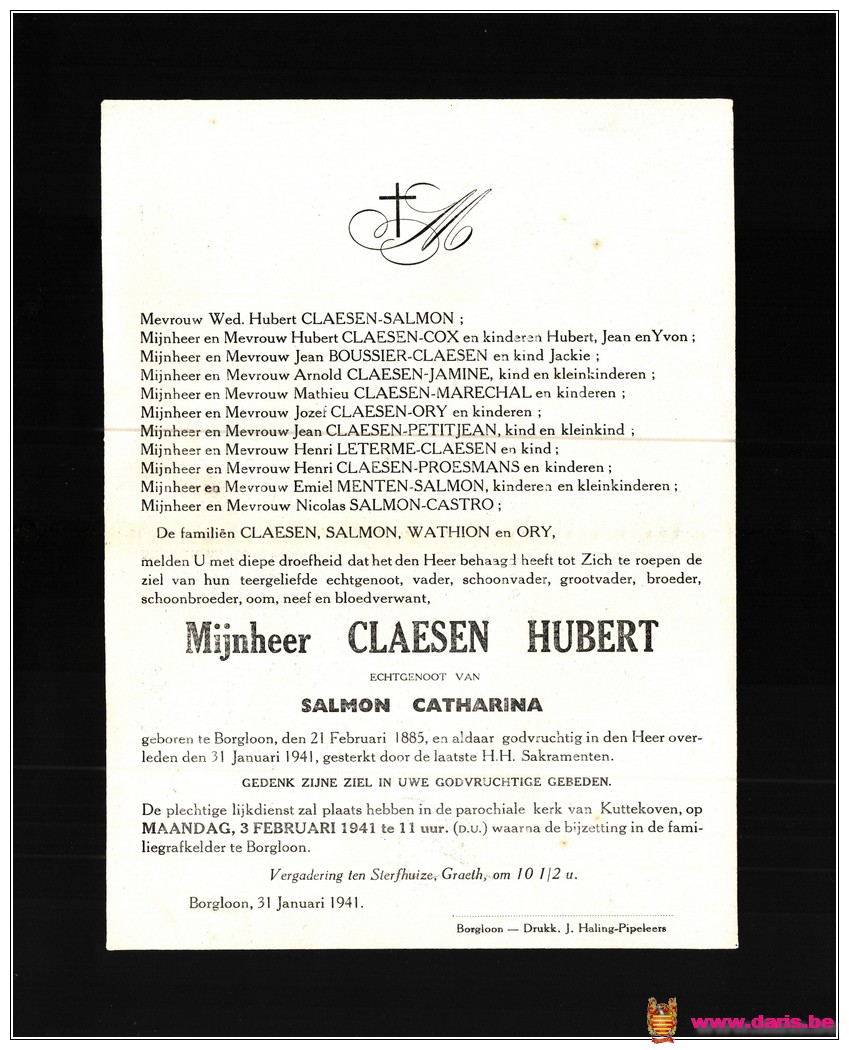 M
Mevrouw Wed. Hubert CLAESEN-SALMON ;
Mijnheer en Mevrouw Hubert CLAESEN-COX en kinderen Hubert, Jean en Yvon ;
Mijnheer en Mevrouw Jean BOUSSIER-CLAESEN en kind Jackie ;
Mijnheer en Mevrouw Arnold CLAESEN-JAMINE, kind en kleinkinderen ;
Mijnheer en Mevrouw Mathieu CLAESEN-MARECHAL en kinderen ;
Mijnheer en Mevrouw Jozef CLAESEN-ORY en kinderen ;
Mijnheer en Mevrouw Jean CLAESEN-PETITJEAN, kind en kleinkind ;
Mijnheer en Mevrouw Henri LETERME-CLAESEN en kind ;
Mijnheer en Mevrouw Henri CLAESEN-PROESMANS en kinderen ;
Mijnheer en Mevrouw Emiel MENTEN-SALMON, kinderen en kleinkinderen ;
Mijnheer en Mevrouw Nicolas SALMON-CASTRO ;
De familiën CLAESEN, SALMON, WATHION en ORY,
melden U met diepe droefheid dat het den Heer behaagd heeft tot Zich te roepen de
ziel van hun teergeliefde echtgenoot, vader, schoonvader, grootvader, broeder,
schoonbroeder, oom, neef en bloedverwant,
Mijnheer CLAESEN HUBERT
ECHTGENOOT VAN
SALMON CATHARINA
geboren te Borgloon, den 21 Februari 1885, en aldaar godvruchtig in den Heer over-
leden den 31 Januari 1941, gesterkt door de laatste H.H. Sakramenten.
GEDENK ZIJNE ZIEL IN UWE GODVRUCHTIGE GEBEDEN.
De plechtige lijkdienst zal plaats hebben in de parochiale kerk van Kuttekoven, op
MAANDAG, 3 FEBRUARI 1941 te 11 uur. (D.U.) waarna de bijzetting in de fami-
liegrafkelder te Borgloon.
Vergadering ten Sterfhuize, Graeth, om 10 1/2 u.
Borgloon, 31 Januari 1941.
Borgloon — Drukk. J. Haling-Pipeleers
www.daris.be